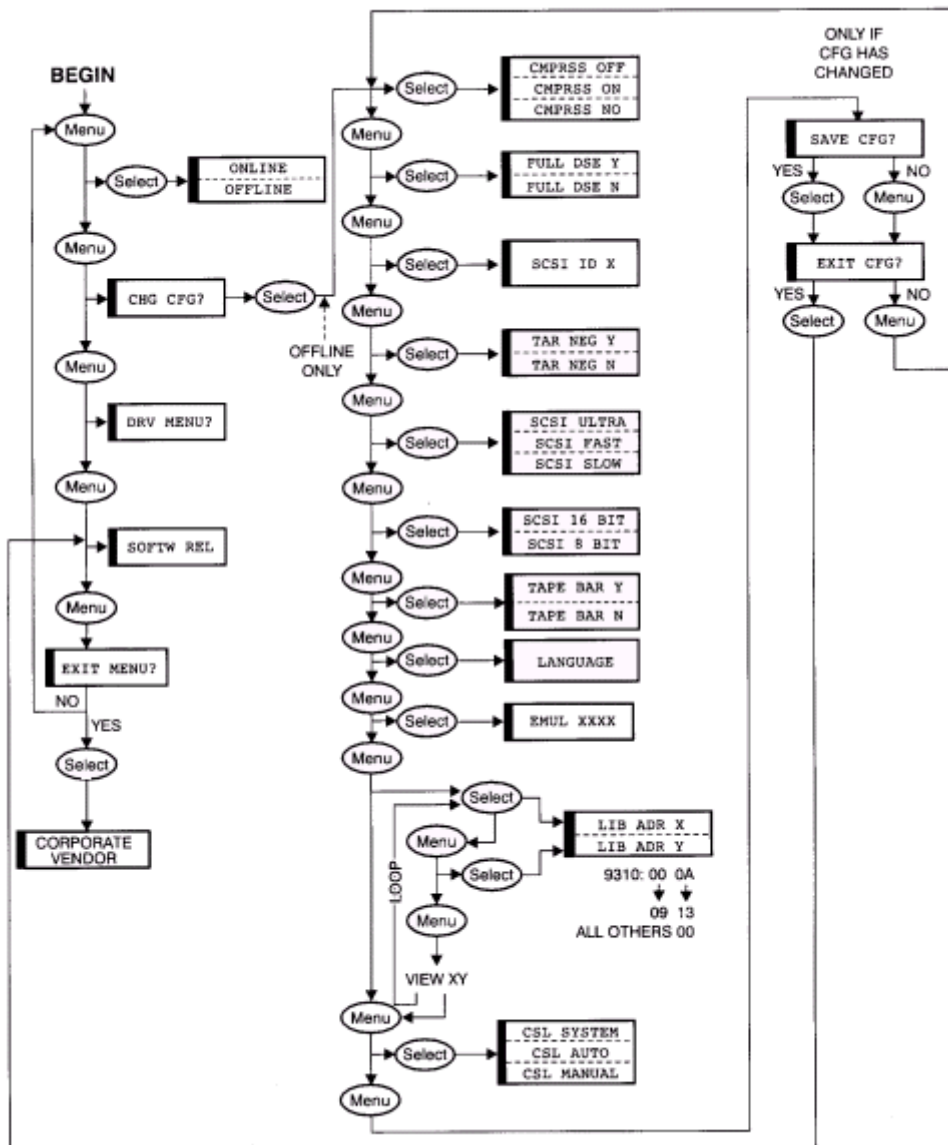 BEGIN
Menu
Select
ONLINE
OFFLINE
Menu
CHG CFG?
Select
OFFLINE
ONLY
Menu
DRV MENU?
Menu
SOFTW REL
Menu
EXIT MENU?
NO
YES
Select
CORPORATE
VENDOR
Select
CMPRSS OFF
CMPRSS ON
CMPRSS NO
Menu
Select
FULL DSE Y
FULL DSE N
Menu
Select
SCSI ID X
Menu
Select
TAR NEG Y
TAR NEG N
Menu
Select
SCSI ULTRA
SCSI FAST
SCSI SLOW
Menu
Select
SCSI 16 BIT
SCSI 8 BIT
Menu
Select
TAPE BAR Y
TAPE BAR N
Menu
Select
LANGUAGE
Menu
Select
EMUL XXXX
Menu
Select
LIB ADR X
LIB ADR Y
Menu
Select
9310: 00 0A
09 13
ALL OTHERS 00
LOOP
Menu
VIEW XY
Menu
Select
CSL SYSTEM
CSL AUTO
CSL MANUAL
Menu
ONLY IF
CFG HAS
CHANGED
SAVE CFG?
YES
NO
Select
Menu
EXIT CFG?
YES
NO
Select
Menu